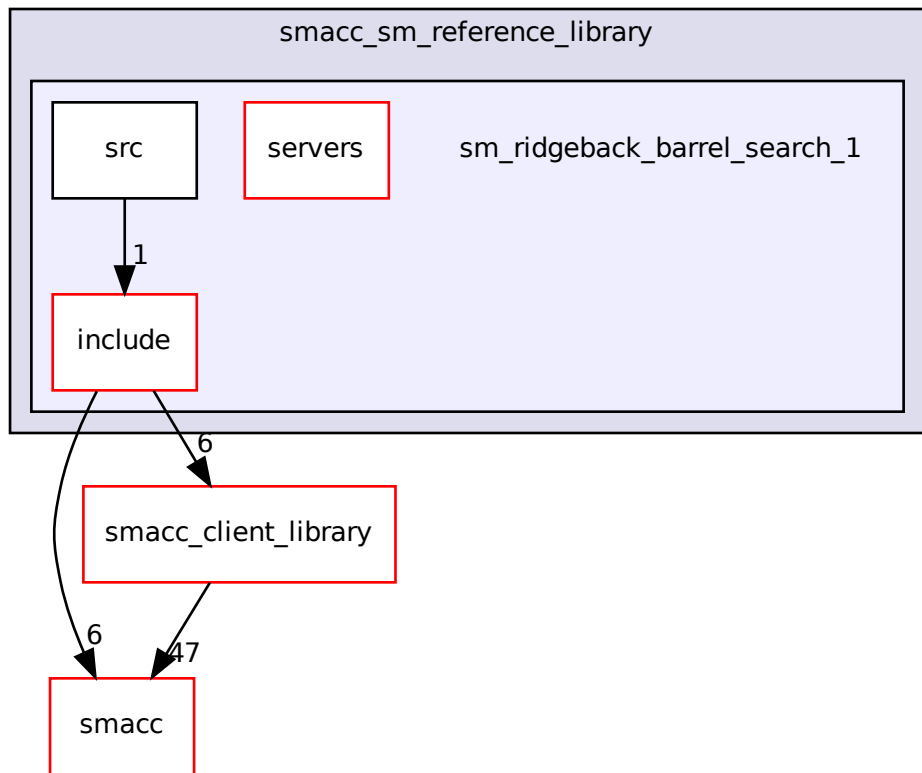 smacc_sm_reference_library
src
servers
sm_ridgeback_barrel_search_1
1
include
6
smacc_client_library
6
47
smacc